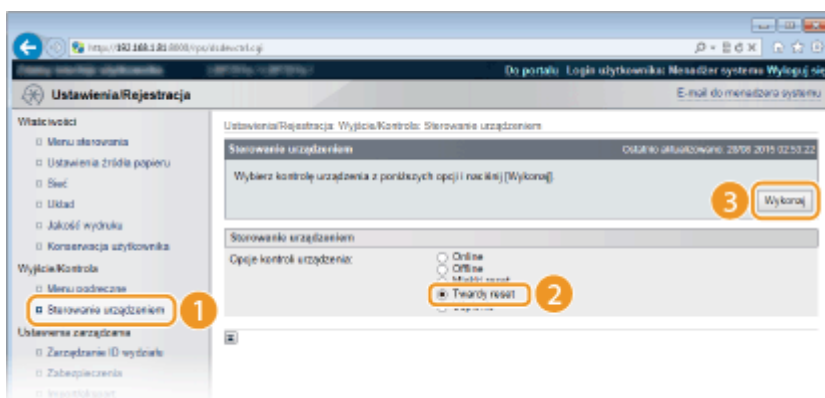 Do portalu Login użytkownika: Menadżer systemu Wyloguj się
Ustawienia/Rejestracja
E-mail do menadżera systemu
Właściwości
Menu sterowania
Ustawienia źródła papieru
Sieć
Układ
Jakość wydruku
Konserwacja użytkownika
Wyjście/Kontrola
Menu podręczne
Sterowanie urządzeniem
1
Ustawienia zarządzania
Zarządzanie ID wydziału
Zabezpieczenia
Ustawienia/Rejestracja: Wyjście/Kontrola: Sterowanie urządzeniem
Sterowanie urządzeniem
Ostatnio aktualizowano: 28/08 2015 02:53:22
Wybierz kontrolę urządzenia z poniższych opcji i naciśnij [Wykonaj].
3
Wykonaj
Sterowanie urządzeniem
Opcje kontroli urządzenia:
Online
Offline
Miękki reset
Twardy reset
2